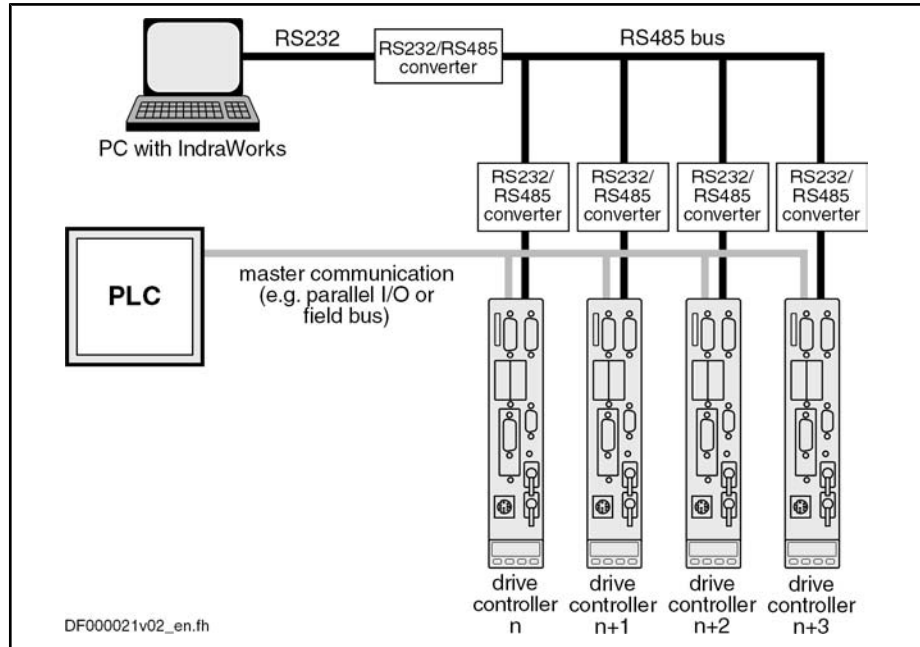 RS232
RS232/RS485
converter
RS485 bus
PC with IndraWorks
RS232/
RS485
converter
RS232/
RS485
converter
RS232/
RS485
converter
RS232/
RS485
converter
PLC
master communication
(e.g. parallel I/O or
field bus)
drive
controller
n
drive
controller
n+1
drive
controller
n+2
drive
controller
n+3
DF000021v02_en.fh